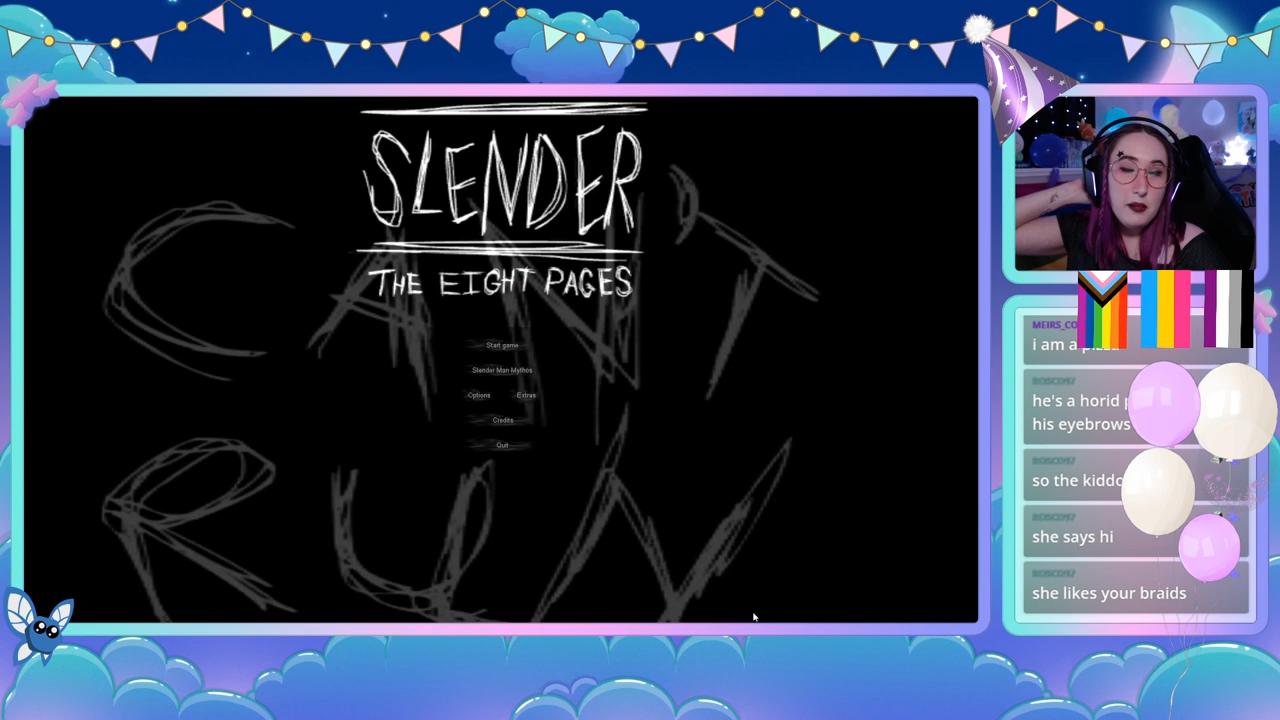 SLENDER
THE EIGHT PAGES
CAN'T
RUN
Start game
Slender Man Mythos
Options Extras
Credits
Quit
i am a
he's a horid
his eyebrows
so the kiddo
she says hi
she likes your braids